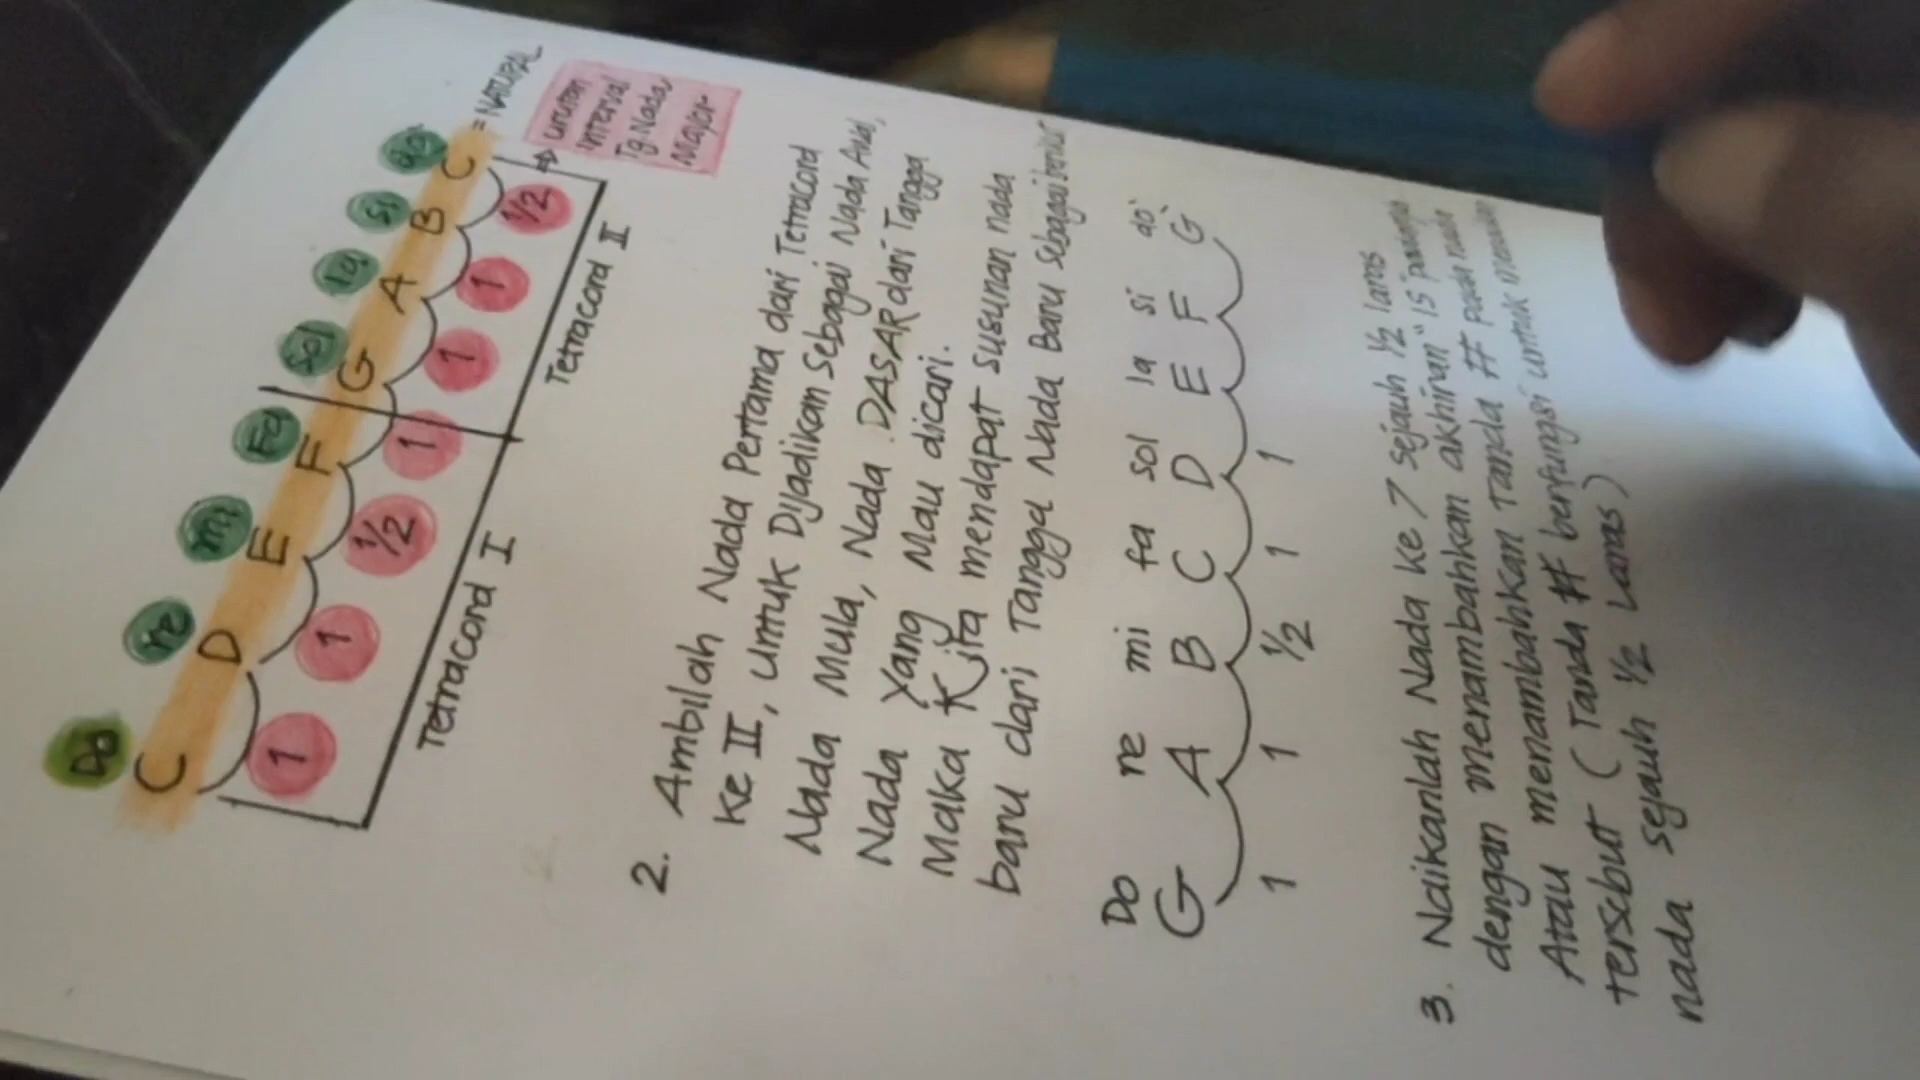 Do re mi Fa sol la si do
C D E F G A B C = NATURAL
1 1 ½ 1 1 1 ½
urutan
interval
Tg. Nada
Mayor
Tetracord I Tetracord II
2. Ambilah Nada Pertama dari Tetracord
ke II, untuk Dijadikan sebagai Nada Awal,
Nada Mula, Nada DASAR dari Tangga
Nada yang Mau dicari.
Maka Kita mendapat susunan nada
baru dari Tangga Nada Baru sebagai berikut
Do re mi fa sol la si do
G A B C D E F G
1 1 ½ 1 1
3. Naikanlah Nada ke 7 sejauh ½ laras
dengan menambahkan akhiran "is"
Atau menambahkan Tanda # pada nada
tersebut (Tanda # berfungsi untuk
nada sejauh ½ Laras)